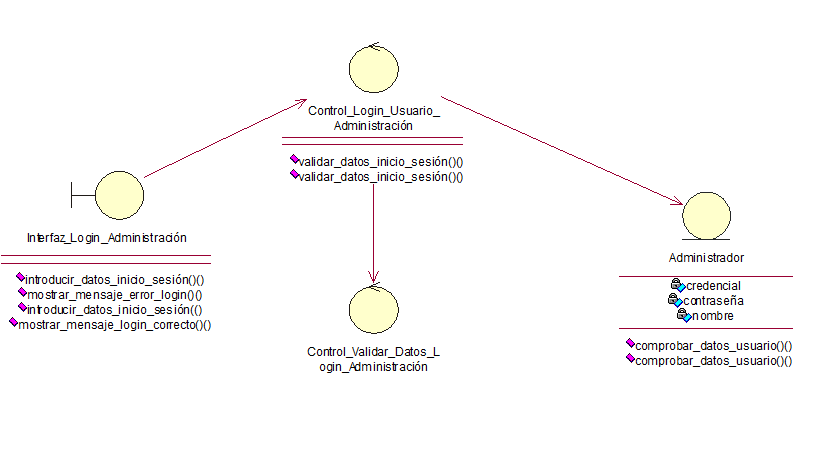 Control_Login_Usuario_
Administración
validar_datos_inicio_sesión()()
validar_datos_inicio_sesión()()
Interfaz_Login_Administración
introducir_datos_inicio_sesión()()
mostrar_mensaje_error_login()()
introducir_datos_inicio_sesión(()
mostrar_mensaje_login_correcto()()
Control_Validar_Datos_L
ogin_Administración
Administrador
credencial
contraseña
nombre
comprobar_datos_usuario()()
comprobar_datos_usuario()()